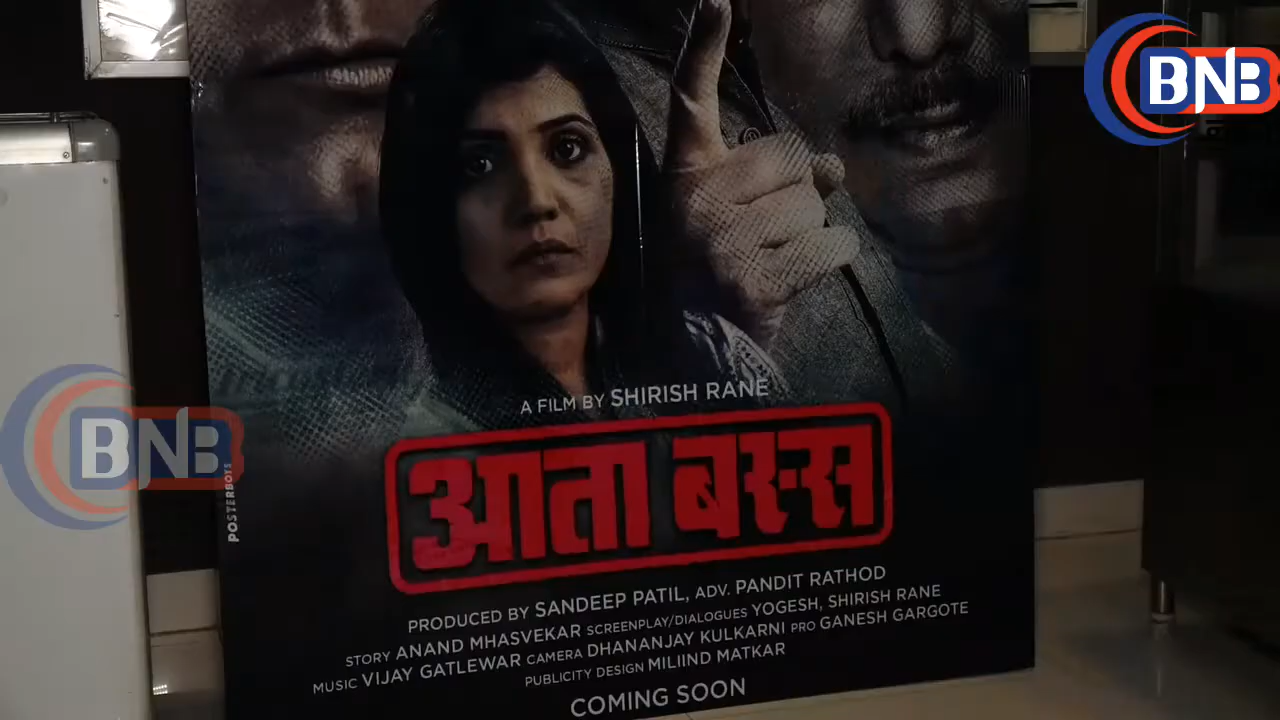 BNB
A FILM BY SHIRISH RANE
आता बस्स
BNB
POSTERBOYS
PRODUCED BY SANDEEP PATIL, ADV. PANDIT RATHOD
STORY ANAND MHASVEKAR SCREENPLAY/DIALOGUES YOGESH, SHIRISH RANE
MUSIC VIJAY GATLEWAR CAMERA DHANANJAY KULKARNI PRO GANESH GARGOTE
PUBLICITY DESIGN MILIIND MATKAR
COMING SOON